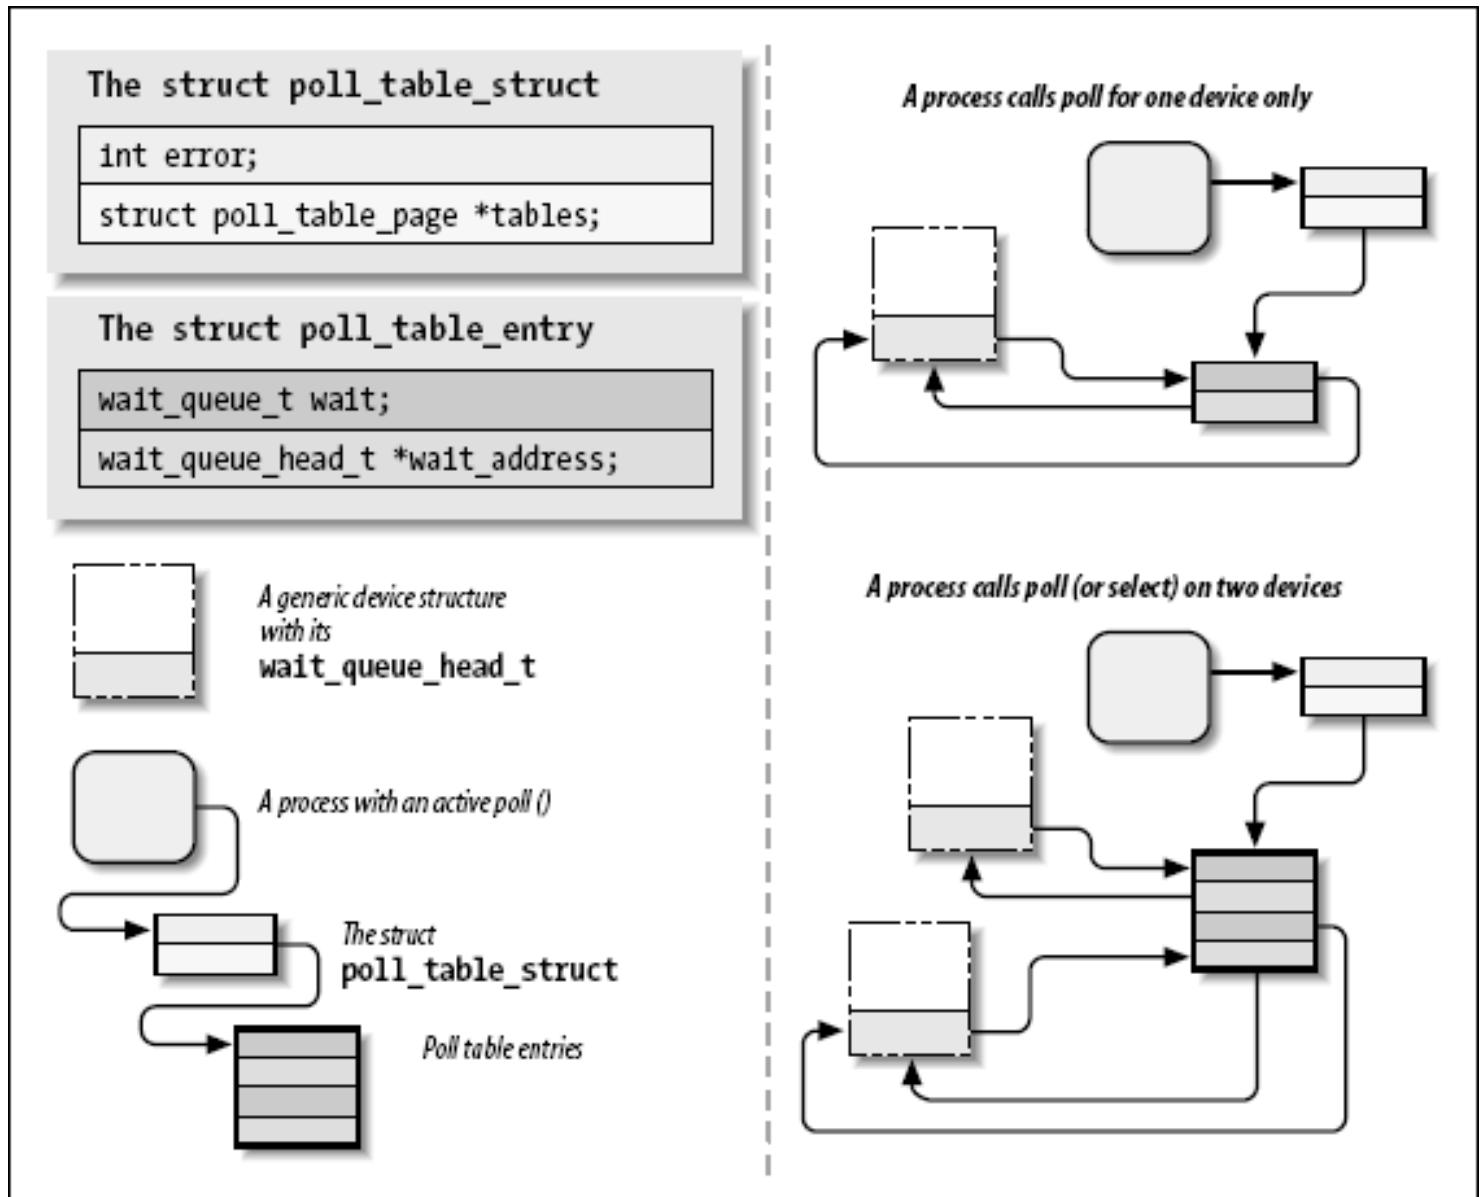 The struct poll_table_struct
int error;
struct poll_table_page *tables;
The struct poll_table_entry
wait_queue_t wait;
wait_queue_head_t *wait_address;
A generic device structure
with its
wait_queue_head_t
A process with an active poll ()
The struct
poll_table_struct
Poll table entries
A process calls poll for one device only
A process calls poll (or select) on two devices